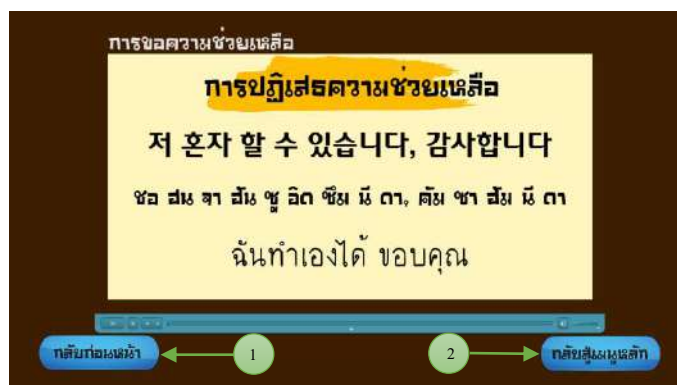 การขอความช่วยเหลือ
การปฏิเสธความช่วยเหลือ
저 혼자 할 수 있습니다, 감사합니다
ชอ ฮน จา ฮัน ซู อิด ซึม นี ดา, คัม ซา ฮัม นี ดา
ฉันทำเองได้ ขอบคุณ
กลับก่อนหน้า 1 2 กลับสู่เมนูหลัก